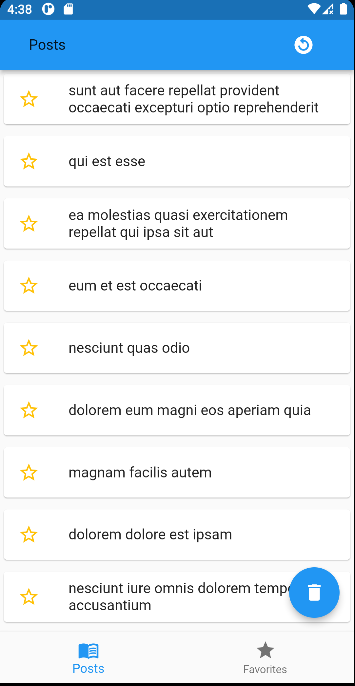 4:38
Posts
sunt aut facere repellat provident
occaecati excepturi optio reprehenderit
qui est esse
ea molestias quasi exercitationem
repellat qui ipsa sit aut
eum et est occaecati
nesciunt quas odio
dolorem eum magni eos aperiam quia
magnam facilis autem
dolorem dolore est ipsam
nesciunt iure omnis dolorem
accusantium
Posts
Favorites